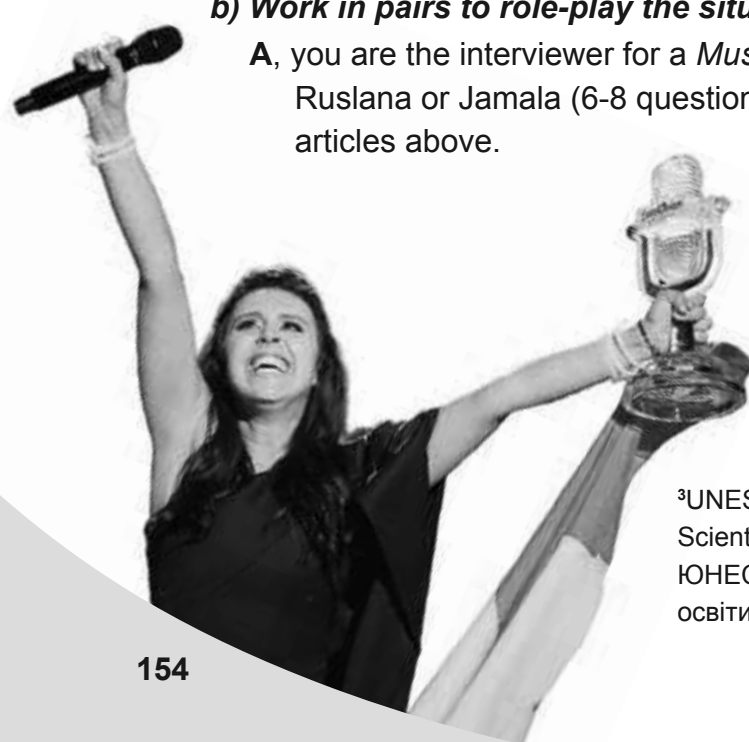 b) Work in pairs to role-play the situ
A, you are the interviewer for a Mus
Ruslana or Jamala (6-8 question
articles above.
³UNES
Scient
ЮНЕС
освіти
154